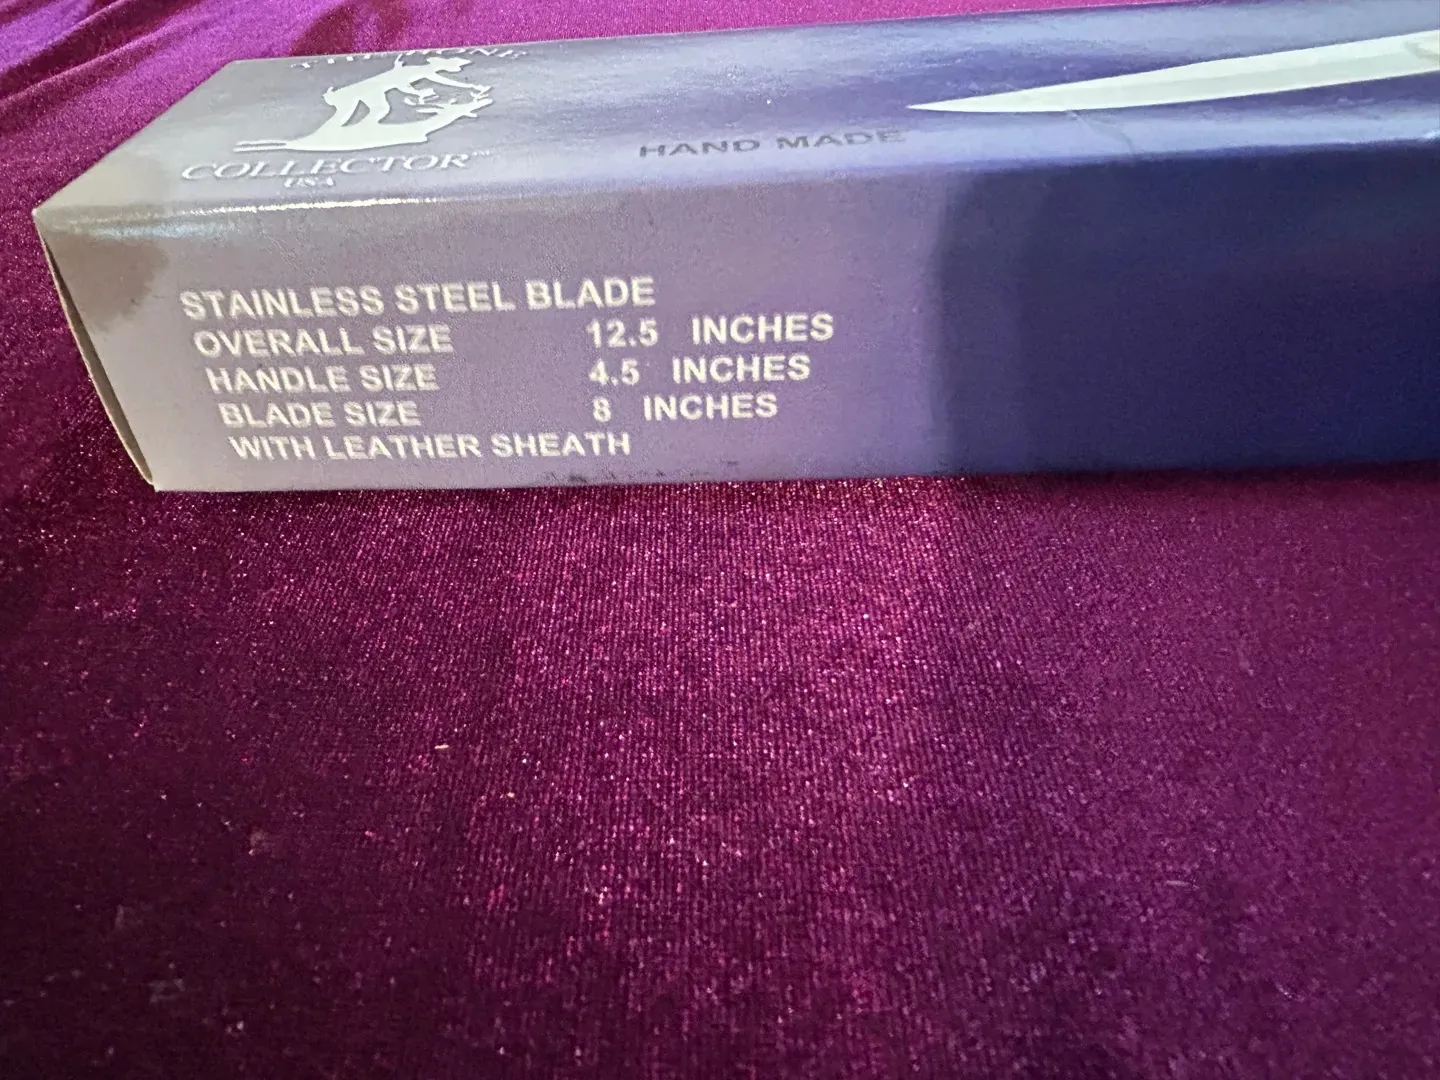 COLLECTOR™
USA
HAND MADE
STAINLESS STEEL BLADE
OVERALL SIZE 12.5 INCHES
HANDLE SIZE 4.5 INCHES
BLADE SIZE 8 INCHES
WITH LEATHER SHEATH